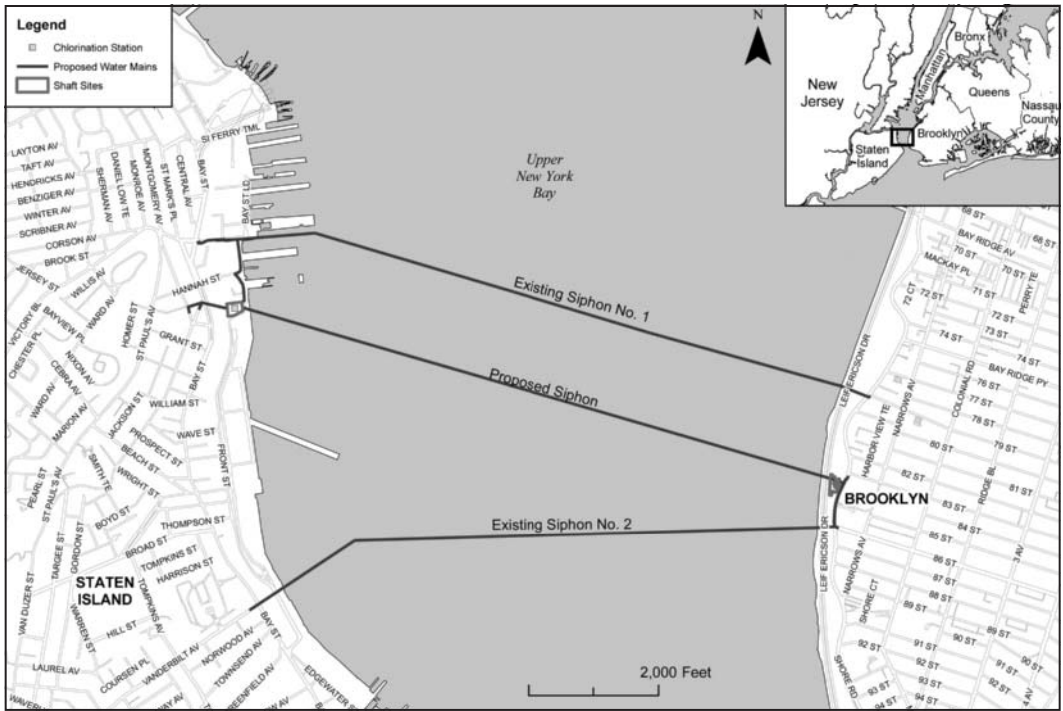 Legend
Chlorination Station
Proposed Water Mains
Shaft Sites
N
New
Jersey
Bronx
Manhattan
Queens
Nassau
County
Brooklyn
Staten
Island
Upper
New York
Bay
SI FERRY TML
LAYTON AV
TAFT AV
HENDRICKS AV
BENZIGER AV
WINTER AV
SCRIBNER AV
CORSON AV
BROOK ST
SHERMAN AV
DANIEL LOW TE
MONROE AV
MONTGOMERY AV
ST MARK'S PL
CENTRAL AV
BAY ST
BAY ST LD
JERSEY ST
VICTORY BL
WILLIS AV
HANNAH ST
WARD AV
BAYVIEW PL
CHESTER PL
HOMER ST
ST PAUL'S AV
NIXON AV
CEBRA AV
WARD AV
MARION AV
GRANT ST
BAY ST
JACKSON ST
WILLIAM ST
PROSPECT ST
WAVE ST
BEACH ST
SMITH TE
WRIGHT ST
FRONT ST
PEARL ST
ST PAUL'S AV
BOYD ST
THOMPSON ST
TARGEE ST
GORDON ST
BROAD ST
TOMPKINS ST
HARRISON ST
STATEN
ISLAND
VAN DUZER ST
WARREN ST
TOMPKINS AV
HILL ST
BAY ST
LAUREL AV
COURSEN PL
VANDERBILT AV
NORWOOD AV
TOWNSEND AV
EDGEWATER ST
Existing Siphon No. 1
Proposed Siphon
Existing Siphon No. 2
2,000 Feet
68 ST
68 ST
BAY RIDGE AV
70 ST
70 ST
MACKAY PL
71 ST
PERRY TE
72 CT
72 ST
72 ST
73 ST
74 ST
74 ST
BAY RIDGE PY
LEIF ERICSON DR
COLONIAL RD
76 ST
77 ST
NARROWS AV
78 ST
HARBOR VIEW TE
79 ST
80 ST
RIDGE BL
81 ST
82 ST
BROOKLYN
83 ST
84 ST
85 ST
3 AV
LEIF ERICSON DR
NARROWS AV
86 ST
87 ST
88 ST
SHORE CT
89 ST
89 ST
90 ST
90 ST
91 ST
91 ST
92 ST
92 ST
SHORE RD
93 ST
93 ST
94 ST
94 ST
4 AV